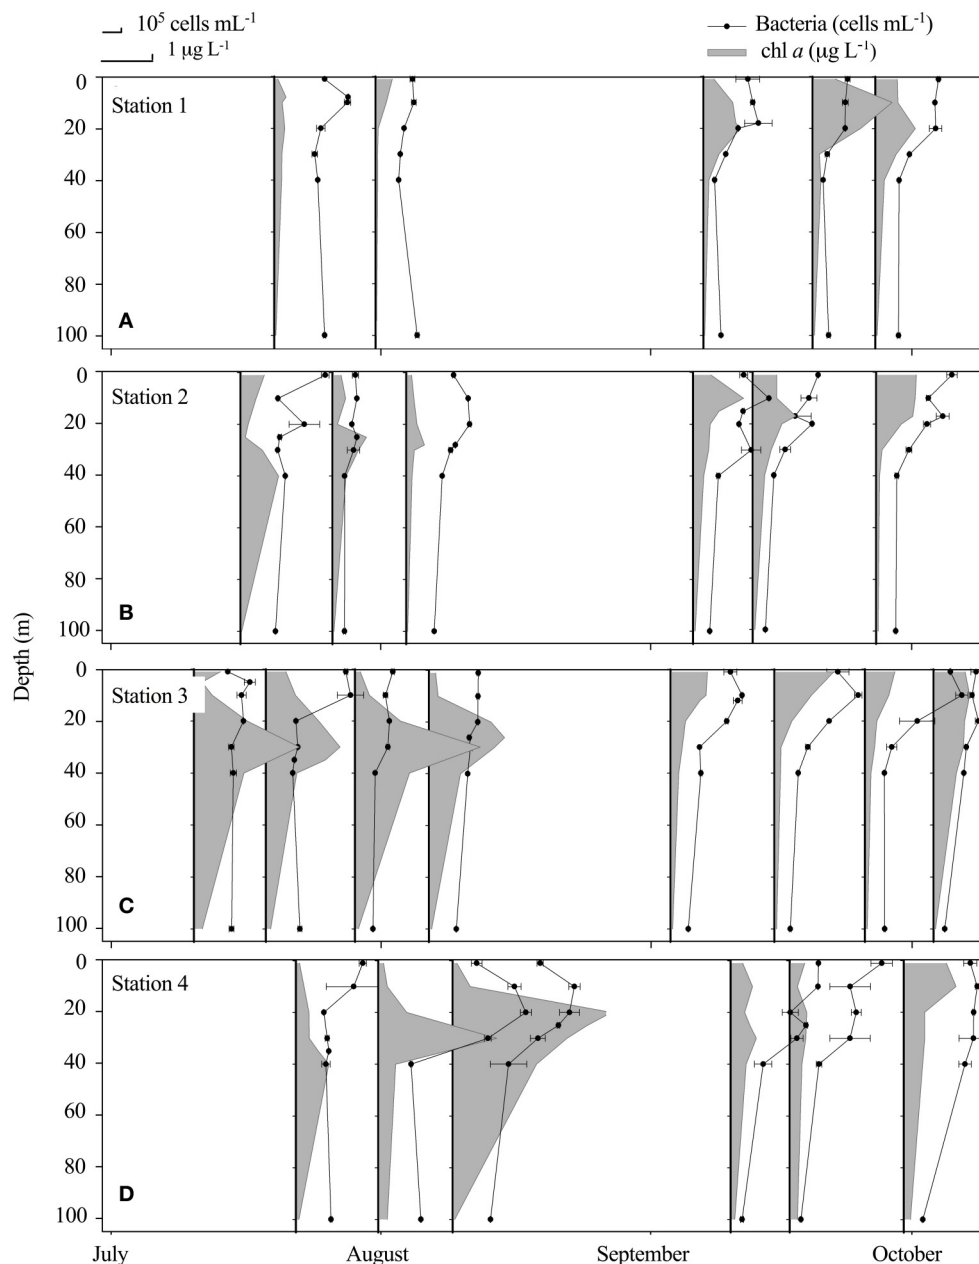 10⁵ cells mL⁻¹
1 µg L⁻¹
Bacteria (cells mL⁻¹)
chl a (µg L⁻¹)
Station 1
0
20
40
60
80
100
A
Station 2
0
20
40
60
80
100
B
Depth (m)
Station 3
0
20
40
60
80
100
C
Station 4
0
20
40
60
80
100
D
July August September October